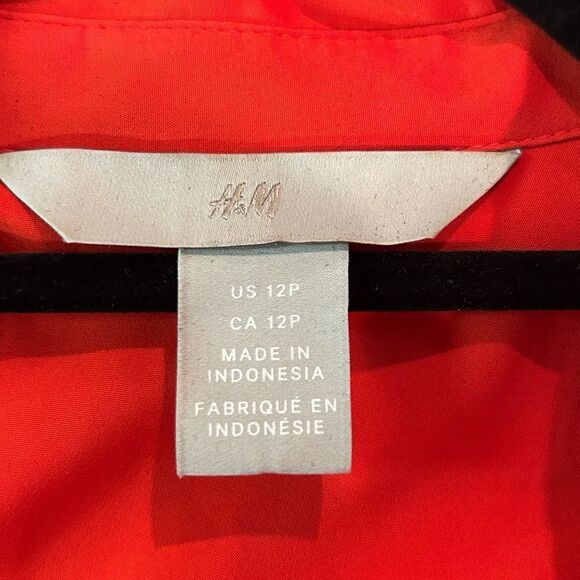 H&M
US 12P
CA 12P
MADE IN
INDONESIA
FABRIQUÉ EN
INDONÉSIE